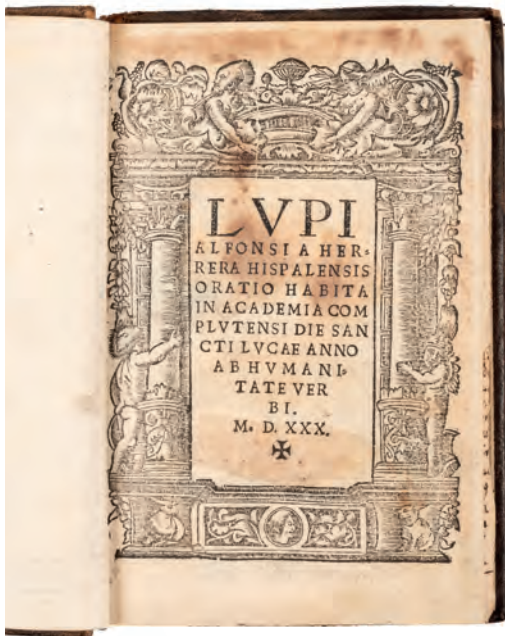 LVPI
ALFONSI A HER-
RERA HISPALENSIS
ORATIO HABITA
IN ACADEMIA COM
PLVTENSI DIE SAN
CTI LVCAE ANNO
AB HVMANI-
TATE VER
BI.
M. D. XXX.